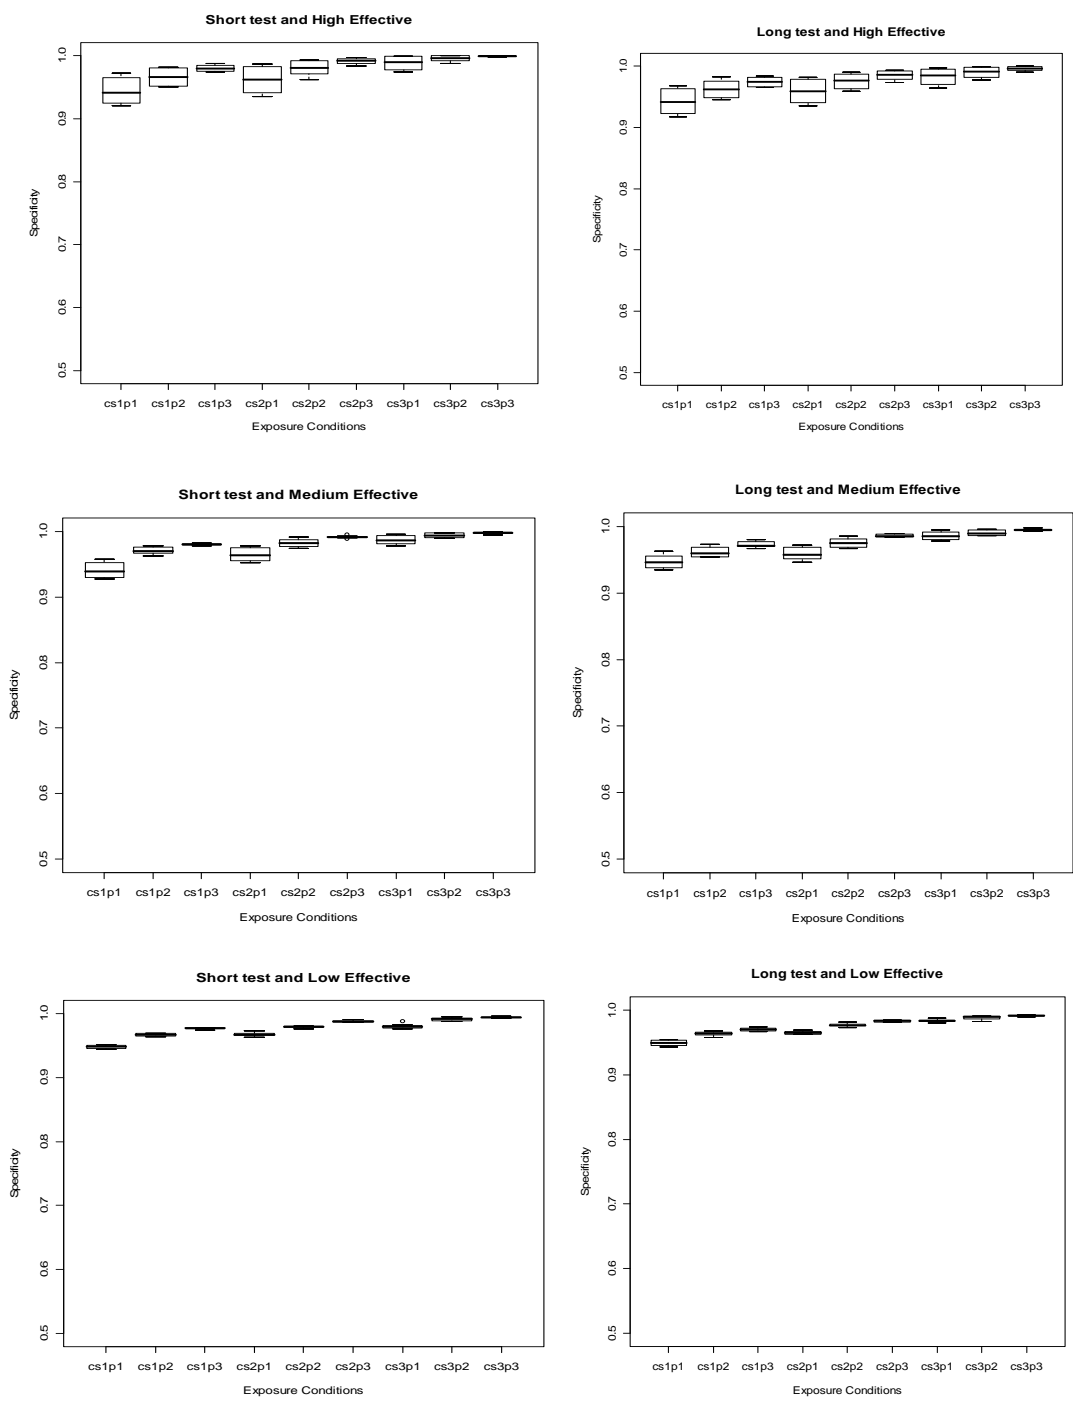 Short test and High Effective
Specificity
1.0
0.9
0.8
0.7
0.6
0.5
cs1p1 cs1p2 cs1p3 cs2p1 cs2p2 cs2p3 cs3p1 cs3p2 cs3p3
Exposure Conditions
Long test and High Effective
Specificity
1.0
0.9
0.8
0.7
0.6
0.5
cs1p1 cs1p2 cs1p3 cs2p1 cs2p2 cs2p3 cs3p1 cs3p2 cs3p3
Exposure Conditions
Short test and Medium Effective
Specificity
1.0
0.9
0.8
0.7
0.6
0.5
cs1p1 cs1p2 cs1p3 cs2p1 cs2p2 cs2p3 cs3p1 cs3p2 cs3p3
Exposure Conditions
Long test and Medium Effective
Specificity
1.0
0.9
0.8
0.7
0.6
0.5
cs1p1 cs1p2 cs1p3 cs2p1 cs2p2 cs2p3 cs3p1 cs3p2 cs3p3
Exposure Conditions
Short test and Low Effective
Specificity
1.0
0.9
0.8
0.7
0.6
0.5
cs1p1 cs1p2 cs1p3 cs2p1 cs2p2 cs2p3 cs3p1 cs3p2 cs3p3
Exposure Conditions
Long test and Low Effective
Specificity
1.0
0.9
0.8
0.7
0.6
0.5
cs1p1 cs1p2 cs1p3 cs2p1 cs2p2 cs2p3 cs3p1 cs3p2 cs3p3
Exposure Conditions